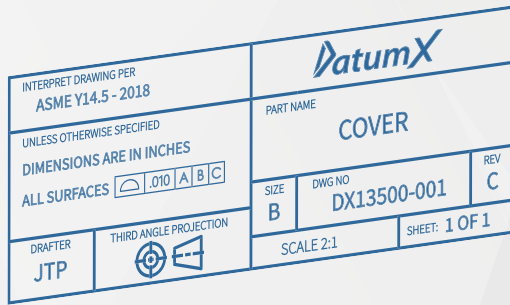 INTERPRET DRAWING PER
ASME Y14.5 - 2018
UNLESS OTHERWISE SPECIFIED
DIMENSIONS ARE IN INCHES
ALL SURFACES ⌓ .010 A B C
DRAFTER
JTP
THIRD ANGLE PROJECTION
DatumX
PART NAME
COVER
SIZE
B
DWG NO
DX13500-001
REV
C
SCALE 2:1
SHEET: 1 OF 1